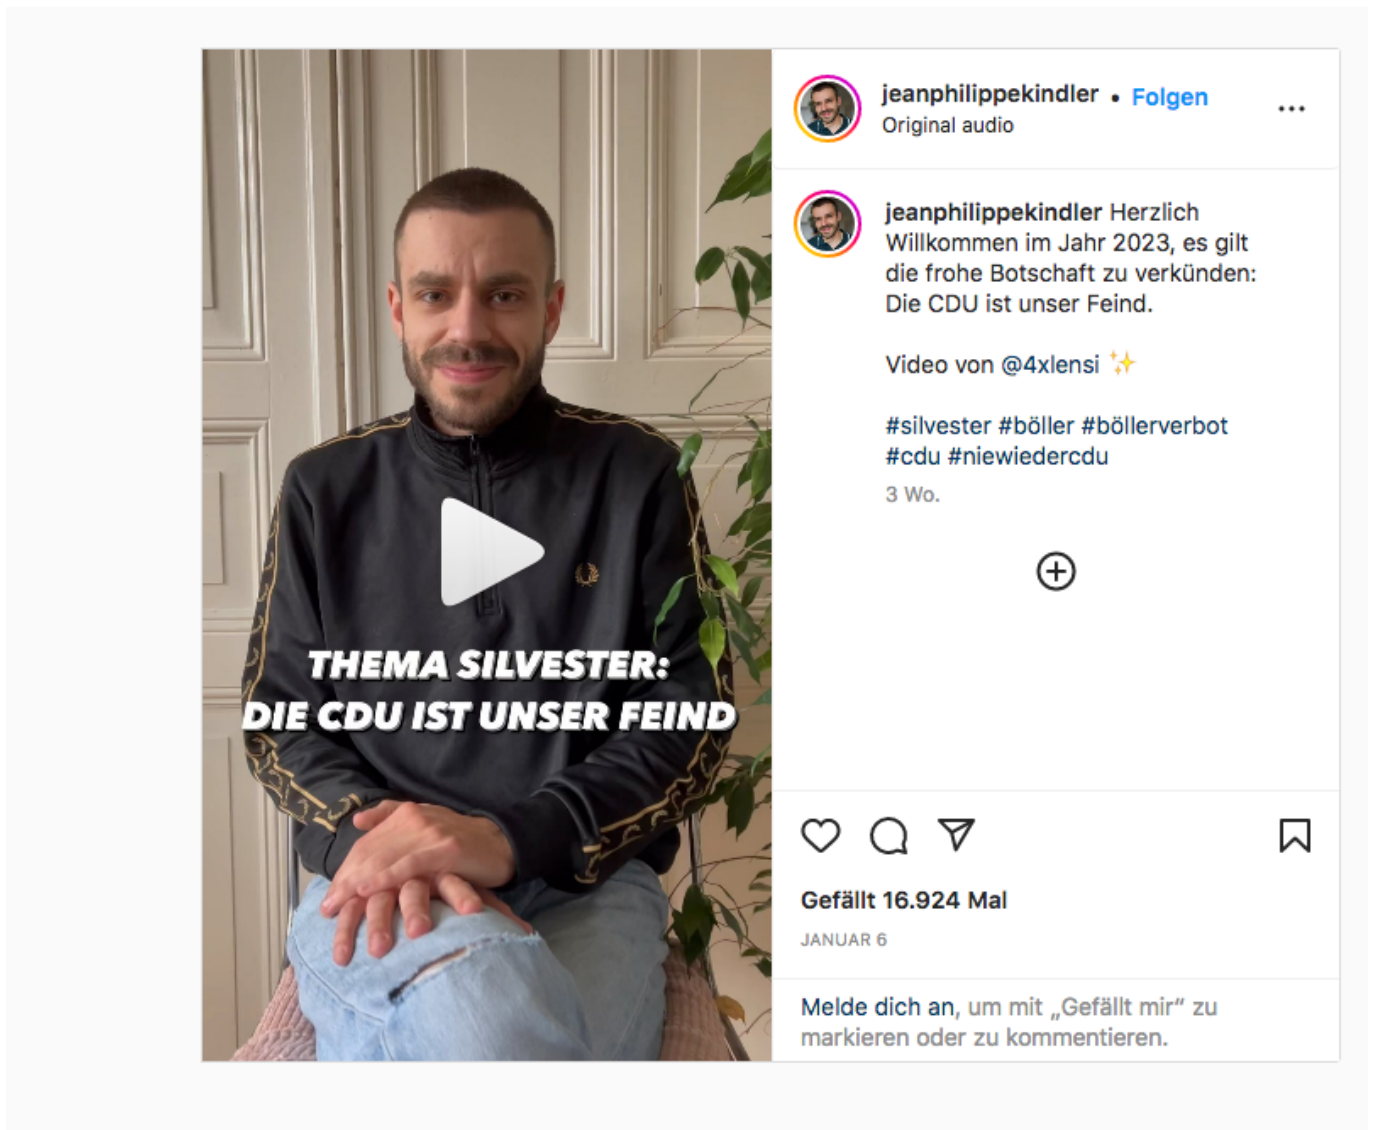 jeanphilippekindler • Folgen
Original audio
jeanphilippekindler Herzlich
Willkommen im Jahr 2023, es gilt
die frohe Botschaft zu verkünden:
Die CDU ist unser Feind.
Video von @4xlensi ✨
#silvester #böller #böllerverbot
#cdu #niewiedercdu
3 Wo.
THEMA SILVESTER:
DIE CDU IST UNSER FEIND
Gefällt 16.924 Mal
JANUAR 6
Melde dich an, um mit „Gefällt mir“ zu
markieren oder zu kommentieren.